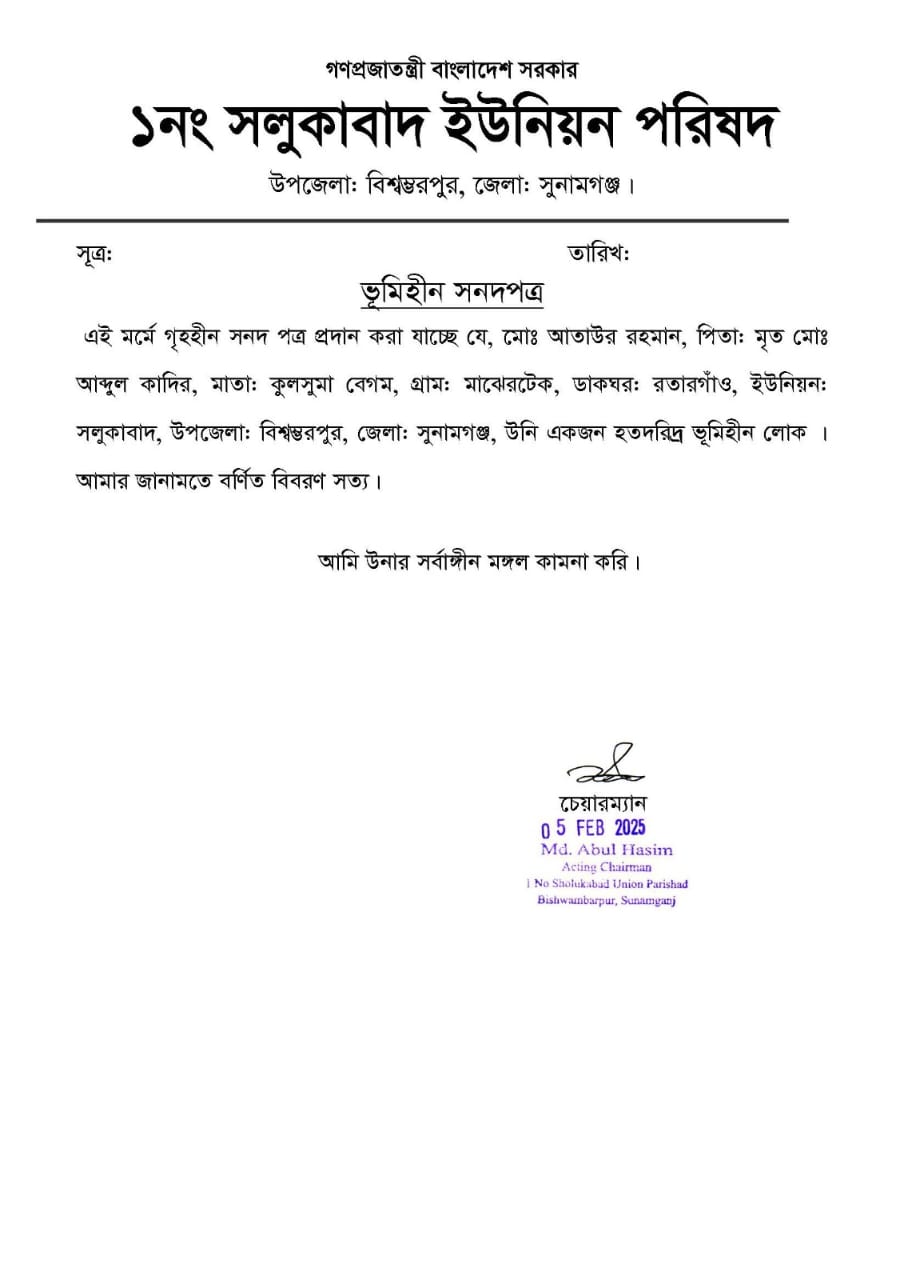 গণপ্রজাতন্ত্রী বাংলাদেশ সরকার
১নং সলুকাবাদ ইউনিয়ন পরিষদ
উপজেলাঃ বিশ্বম্ভরপুর, জেলাঃ সুনামগঞ্জ।
সূত্র:
তারিখ:
ভূমিহীন সনদপত্র
এই মর্মে গৃহহীন সনদ পত্র প্রদান করা যাচ্ছে যে, মোঃ আতাউর রহমান, পিতা: মৃত মোঃ
আব্দুল কাদির, মাতা: কুলসুমা বেগম, গ্রাম: মাঝেরটেক, ডাকঘর: রতারগাঁও, ইউনিয়ন:
সলুকাবাদ, উপজেলা: বিশ্বম্ভরপুর, জেলা: সুনামগঞ্জ, উনি একজন হতদরিদ্র ভূমিহীন লোক ।
আমার জানামতে বর্ণিত বিবরণ সত্য।
আমি উনার সর্বাঙ্গীন মঙ্গল কামনা করি।
চেয়ারম্যান
05 FEB 2025
Md. Abul Hasim
Acting Chairman
1 No Sholukabad Union Parishad
Bishwambarpur, Sunamganj